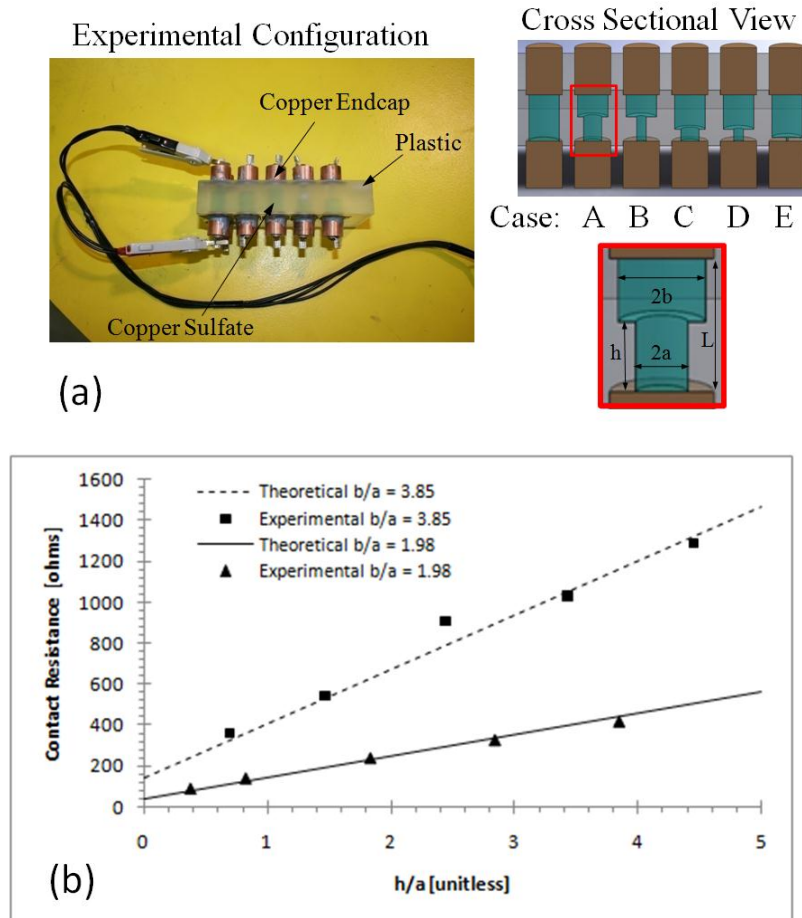 Experimental Configuration
Cross Sectional View
Copper Endcap
Plastic
Copper Sulfate
Case: A B C D E
2b
h
2a
L
(a)
Contact Resistance [ohms]
1600
1400
1200
1000
800
600
400
200
0
Theoretical b/a = 3.85
Experimental b/a = 3.85
Theoretical b/a = 1.98
Experimental b/a = 1.98
0 1 2 3 4 5
h/a [unitless]
(b)